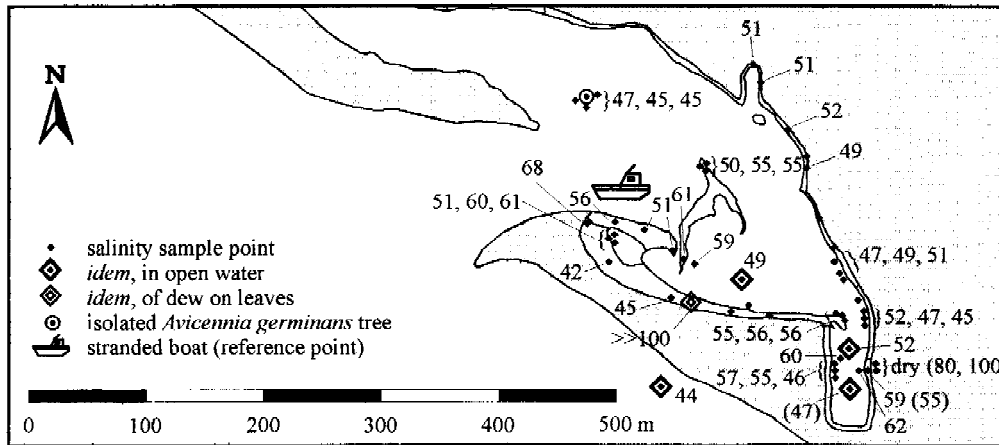 51
51
N
47, 45, 45
52
49
50, 55, 55
68
51, 60, 61
56
51
61
59
49
47, 49, 51
42
45
>>100
55, 56, 56
52, 47, 45
52
60
57, 55, 46
dry (80, 100)
59 (55)
(47)
62
44
salinity sample point
idem, in open water
idem, of dew on leaves
isolated Avicennia germinans tree
stranded boat (reference point)
0 100 200 300 400 500 m